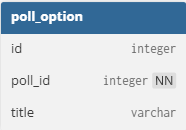 poll_option
id integer
poll_id integer NN
title varchar